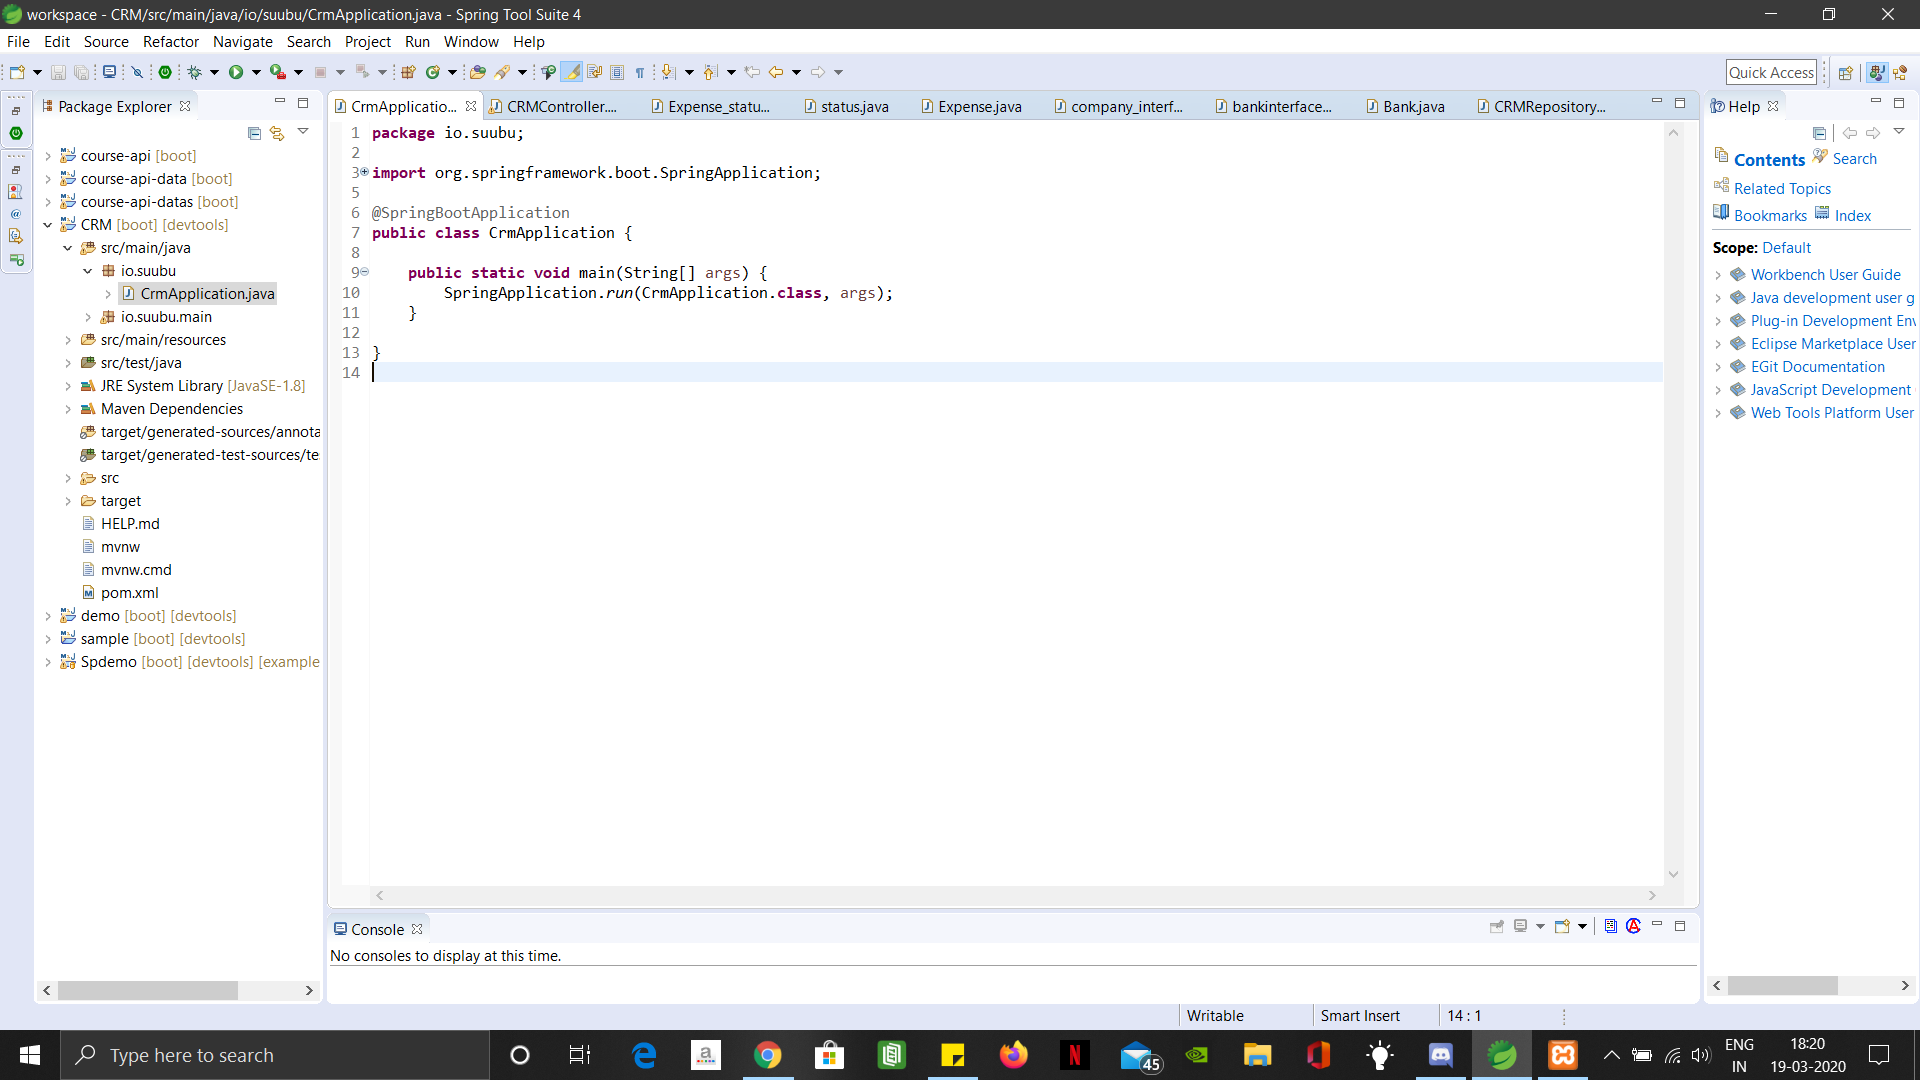 workspace - CRM/src/main/java/io/suubu/CrmApplication.java - Spring Tool Suite 4
File Edit Source Refactor Navigate Search Project Run Window Help
Quick Access
Package Explorer
course-api [boot]
course-api-data [boot]
course-api-datas [boot]
CRM [boot] [devtools]
src/main/java
io.suubu
CrmApplication.java
io.suubu.main
src/main/resources
src/test/java
JRE System Library [JavaSE-1.8]
Maven Dependencies
target/generated-sources/annota
target/generated-test-sources/te
src
target
HELP.md
mvnw
mvnw.cmd
pom.xml
demo [boot] [devtools]
sample [boot] [devtools]
Spdemo [boot] [devtools] [example
CrmApplicatio... CRMController.... Expense_statu... status.java Expense.java company_interf... bankinterface... Bank.java CRMRepository...
1 package io.suubu;
2
3 import org.springframework.boot.SpringApplication;
5
6 @SpringBootApplication
7 public class CrmApplication {
8
9 public static void main(String[] args) {
10 SpringApplication.run(CrmApplication.class, args);
11 }
12
13 }
14
Help
Contents Search
Related Topics
Bookmarks Index
Scope: Default
Workbench User Guide
Java development user g
Plug-in Development Env
Eclipse Marketplace User
EGit Documentation
JavaScript Development
Web Tools Platform User
Console
No consoles to display at this time.
Writable Smart Insert 14 : 1
Type here to search
45
ENG
IN
18:20
19-03-2020